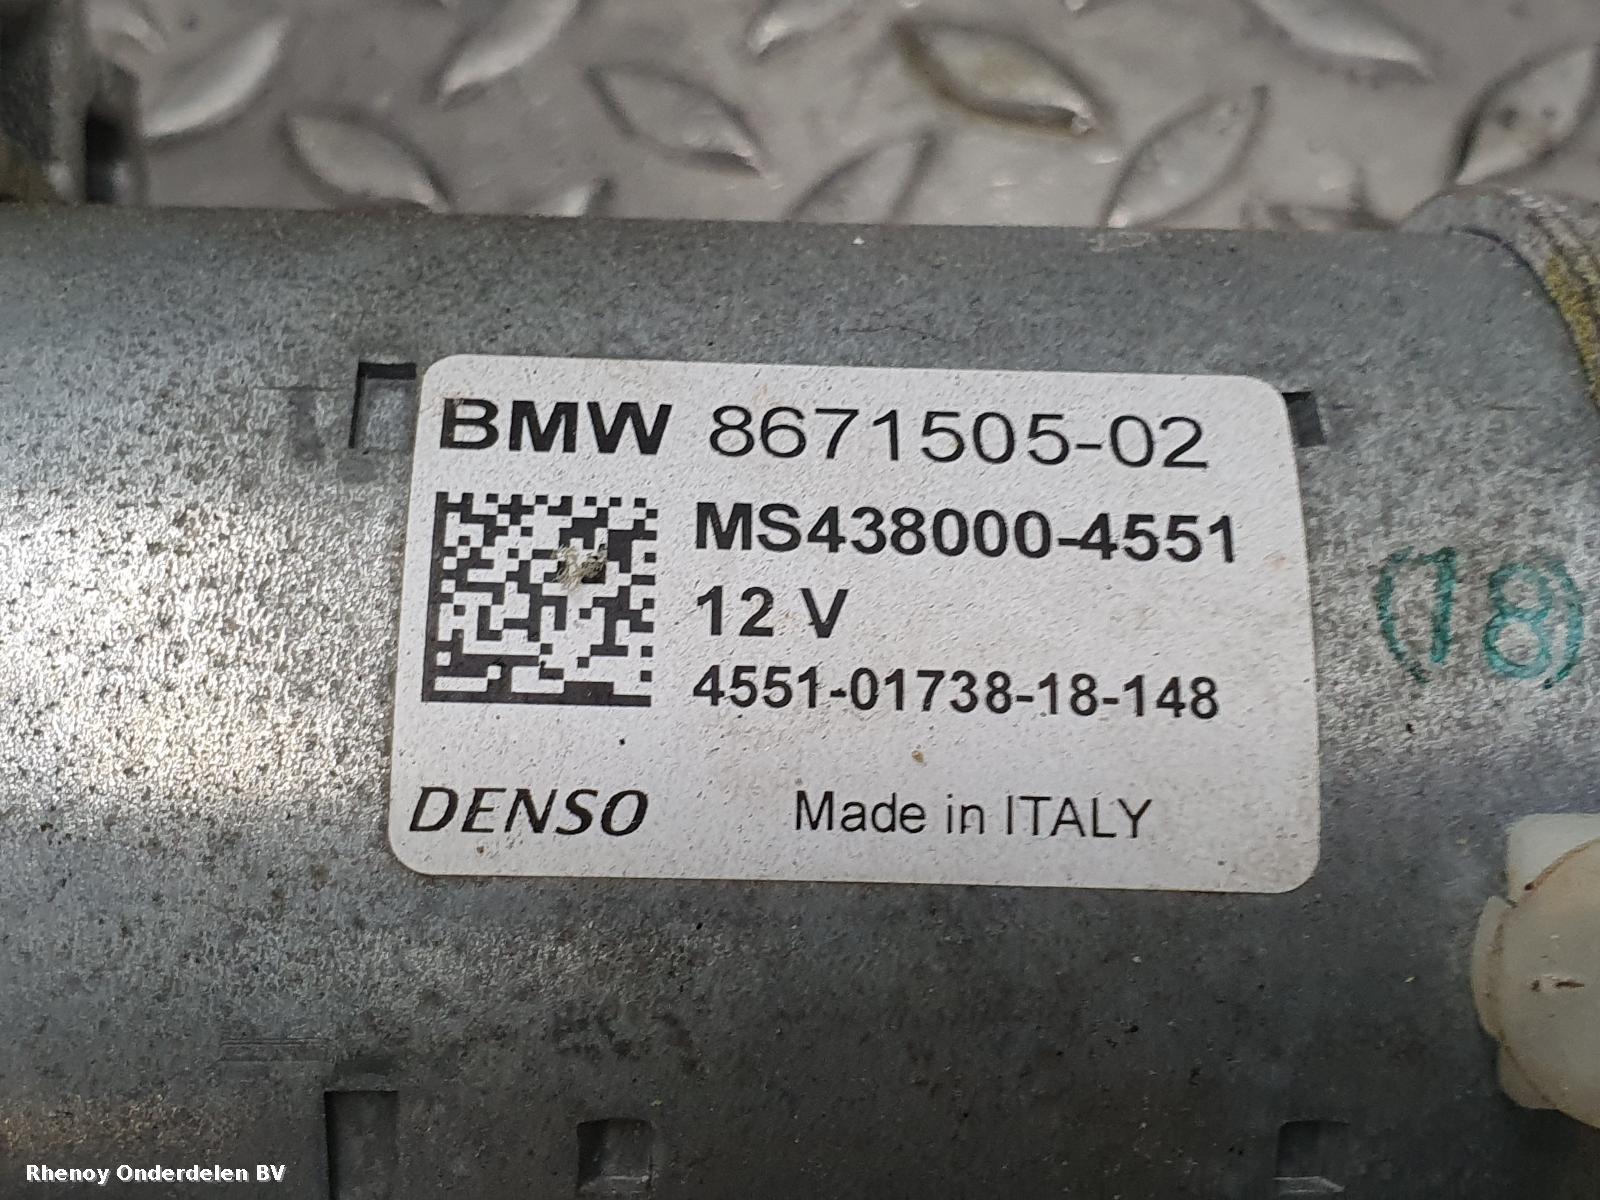 BMW 8671505-02
MS438000-4551
12 V
4551-01738-18-148
DENSO Made in ITALY
(18)
Rhenoy Onderdelen BV